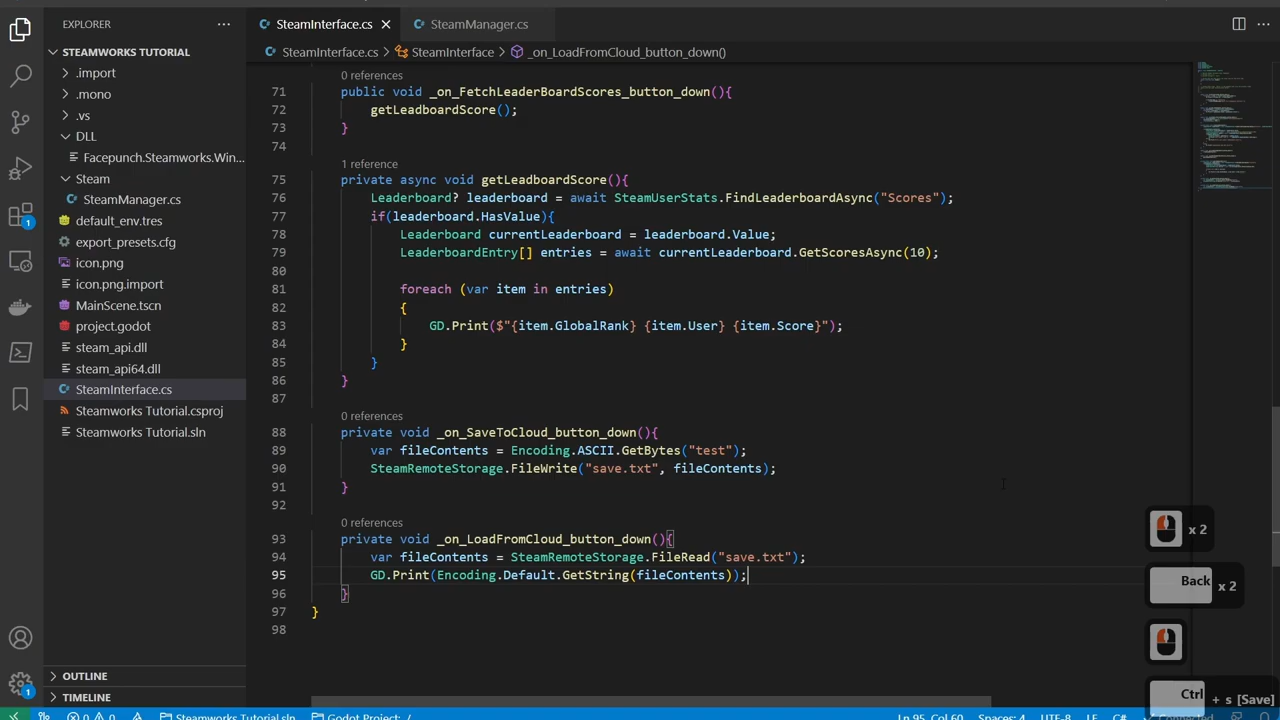 EXPLORER
SteamInterface.cs
SteamManager.cs
STEAMWORKS TUTORIAL
SteamInterface.cs > SteamInterface > _on_LoadFromCloud_button_down()
.import
.mono
.vs
DLL
Facepunch.Steamworks.Win...
Steam
SteamManager.cs
default_env.tres
export_presets.cfg
icon.png
icon.png.import
MainScene.tscn
project.godot
steam_api.dll
steam_api64.dll
SteamInterface.cs
Steamworks Tutorial.csproj
Steamworks Tutorial.sln
OUTLINE
TIMELINE
1
1
0 references
71 public void _on_FetchLeaderBoardScores_button_down(){
72 getLeadboardScore();
73 }
74
1 reference
75 private async void getLeadboardScore(){
76 Leaderboard? leaderboard = await SteamUserStats.FindLeaderboardAsync("Scores");
77 if(leaderboard.HasValue){
78 Leaderboard currentLeaderboard = leaderboard.Value;
79 LeaderboardEntry[] entries = await currentLeaderboard.GetScoresAsync(10);
80
81 foreach (var item in entries)
82 {
83 GD.Print($"{item.GlobalRank} {item.User} {item.Score}");
84 }
85 }
86 }
87
0 references
88 private void _on_SaveToCloud_button_down(){
89 var fileContents = Encoding.ASCII.GetBytes("test");
90 SteamRemoteStorage.FileWrite("save.txt", fileContents);
91 }
92
0 references
93 private void _on_LoadFromCloud_button_down(){
94 var fileContents = SteamRemoteStorage.FileRead("save.txt");
95 GD.Print(Encoding.Default.GetString(fileContents));
96 }
97 }
98
x 2
Back x 2
Ctrl + s [Save]
0 0 Steamworks Tutorial.sln Godot Project: / Ln 95, Col 60 Spaces: 4 UTF-8 LF C#